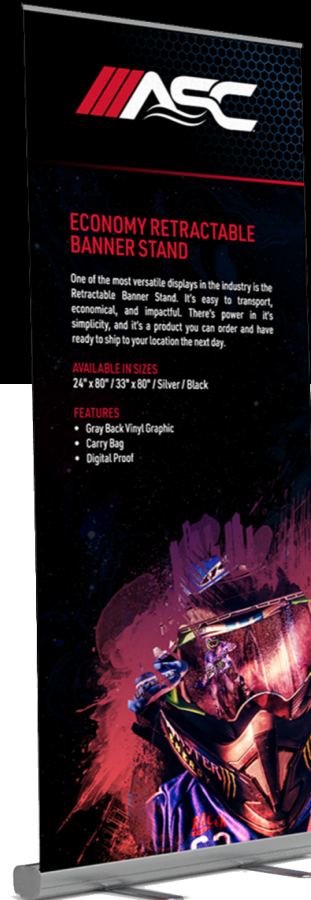 ASC
ECONOMY RETRACTABLE
BANNER STAND
One of the most versatile displays in the industry is the
Retractable Banner Stand. It's easy to transport,
economical, and impactful. There's power in it's
simplicity, and it's a product you can order and have
ready to ship to your location the next day.
AVAILABLE IN SIZES
24" x 80" / 33" x 80" / Silver / Black
FEATURES
• Gray Back Vinyl Graphic
• Carry Bag
• Digital Proof